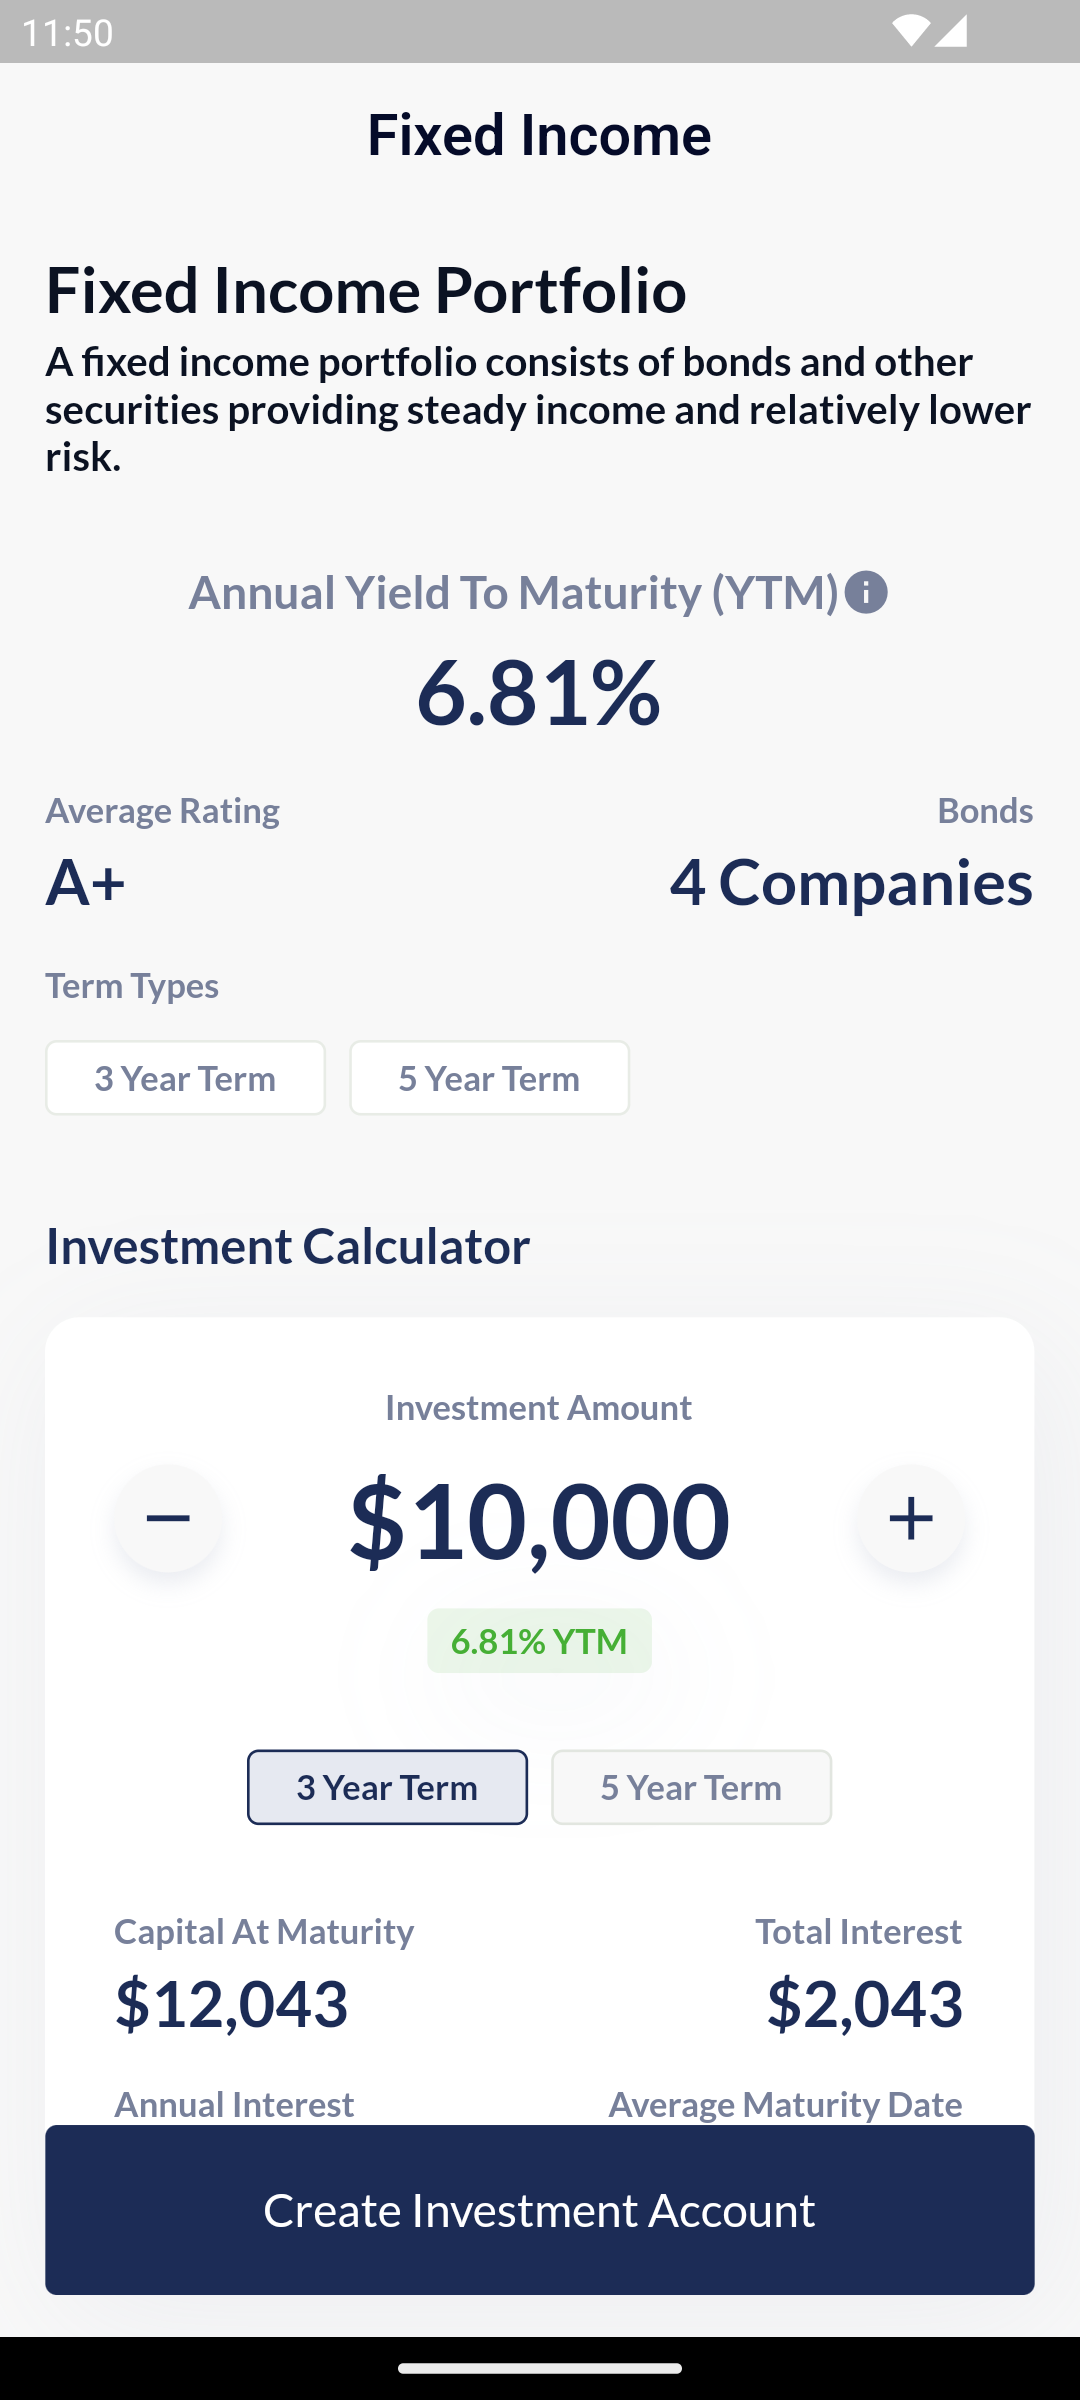 11:50
Fixed Income
Fixed Income Portfolio
A fixed income portfolio consists of bonds and other
securities providing steady income and relatively lower
risk.
Annual Yield To Maturity (YTM)
6.81%
Average Rating
Bonds
A+
4 Companies
Term Types
3 Year Term
5 Year Term
Investment Calculator
Investment Amount
$10,000
6.81% YTM
3 Year Term
5 Year Term
Capital At Maturity
Total Interest
$12,043
$2,043
Annual Interest
Average Maturity Date
Create Investment Account